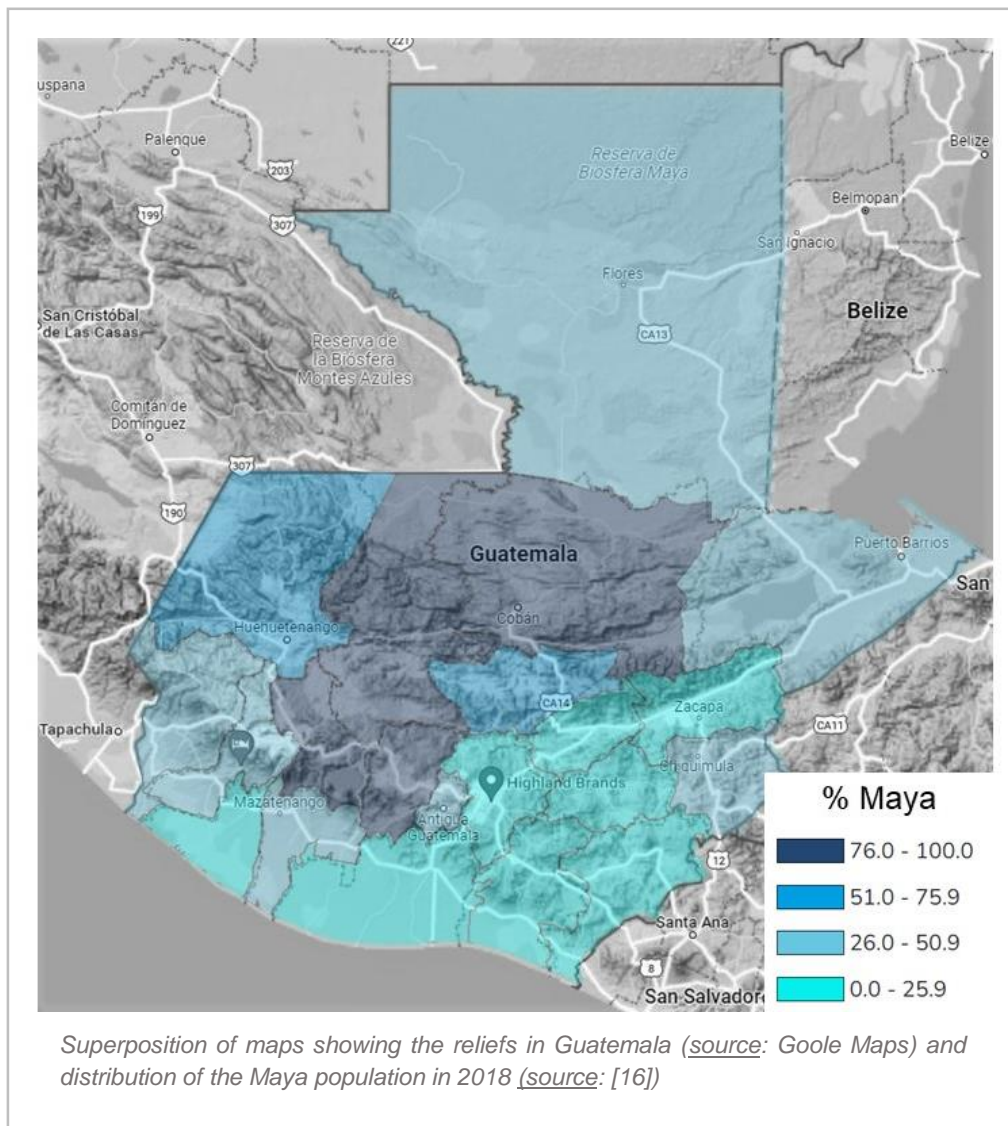 221
uspana
Palenque
203
Reserva de
Biosfera Maya
Belize
Belmopan
199
307
San Ignacio
Flores
San Cristóbal
de Las Casas
Belize
CA13
Reserva de
la Biósfera
Montes Azules
Comitán de
Domínguez
307
190
Guatemala
Puerto Barrios
San
Cobán
Huehuetenango
CA14
Zacapa
CA11
Tapachula
Chiquimula
Highland Brands
Mazatenango
Antigua
Guatemala
12
Santa Ana
8
San Salvador
% Maya
76.0 - 100.0
51.0 - 75.9
26.0 - 50.9
0.0 - 25.9
Superposition of maps showing the reliefs in Guatemala (source: Goole Maps) and
distribution of the Maya population in 2018 (source: [16])